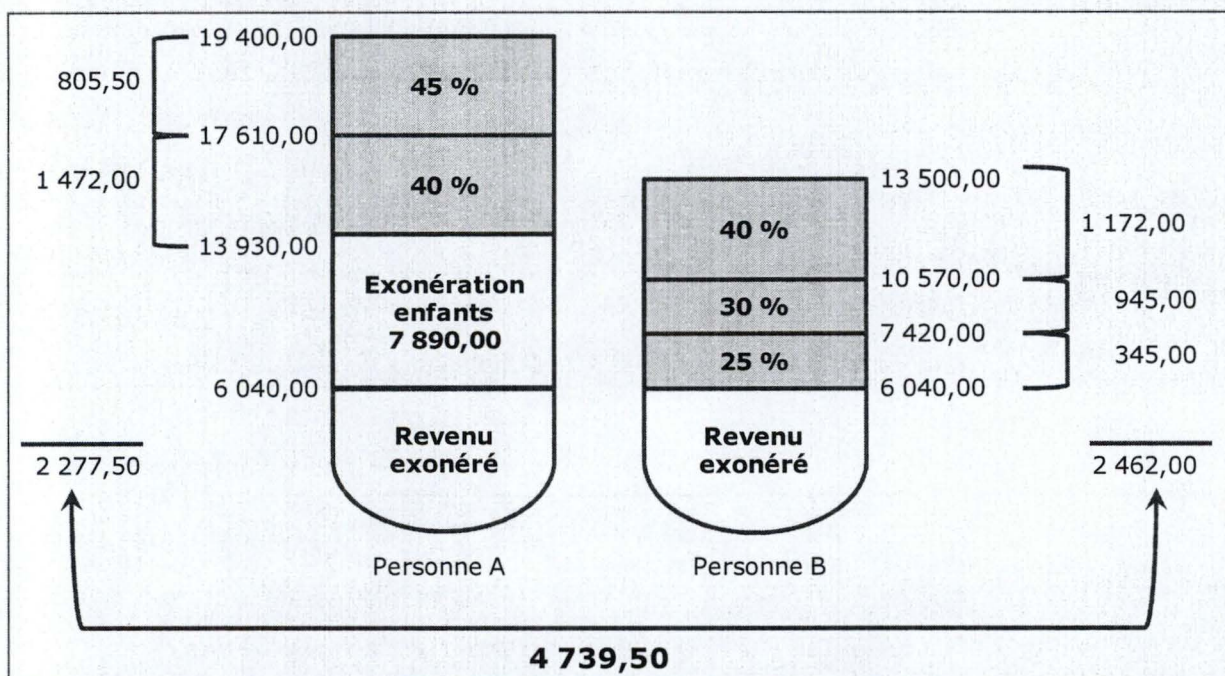 19 400,00
805,50
45 %
17 610,00
1 472,00
40 %
13 930,00
Exonération
enfants
7 890,00
6 040,00
Revenu
exonéré
2 277,50
Personne A
13 500,00
40 %
1 172,00
10 570,00
30 %
945,00
7 420,00
25 %
345,00
6 040,00
Revenu
exonéré
2 462,00
Personne B
4 739,50